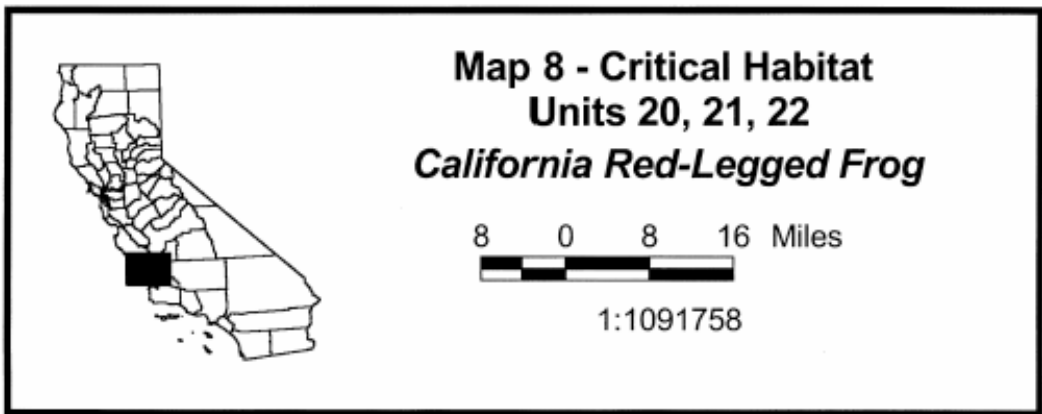 Map 8 - Critical Habitat
Units 20, 21, 22
California Red-Legged Frog
8 0 8 16 Miles
1:1091758